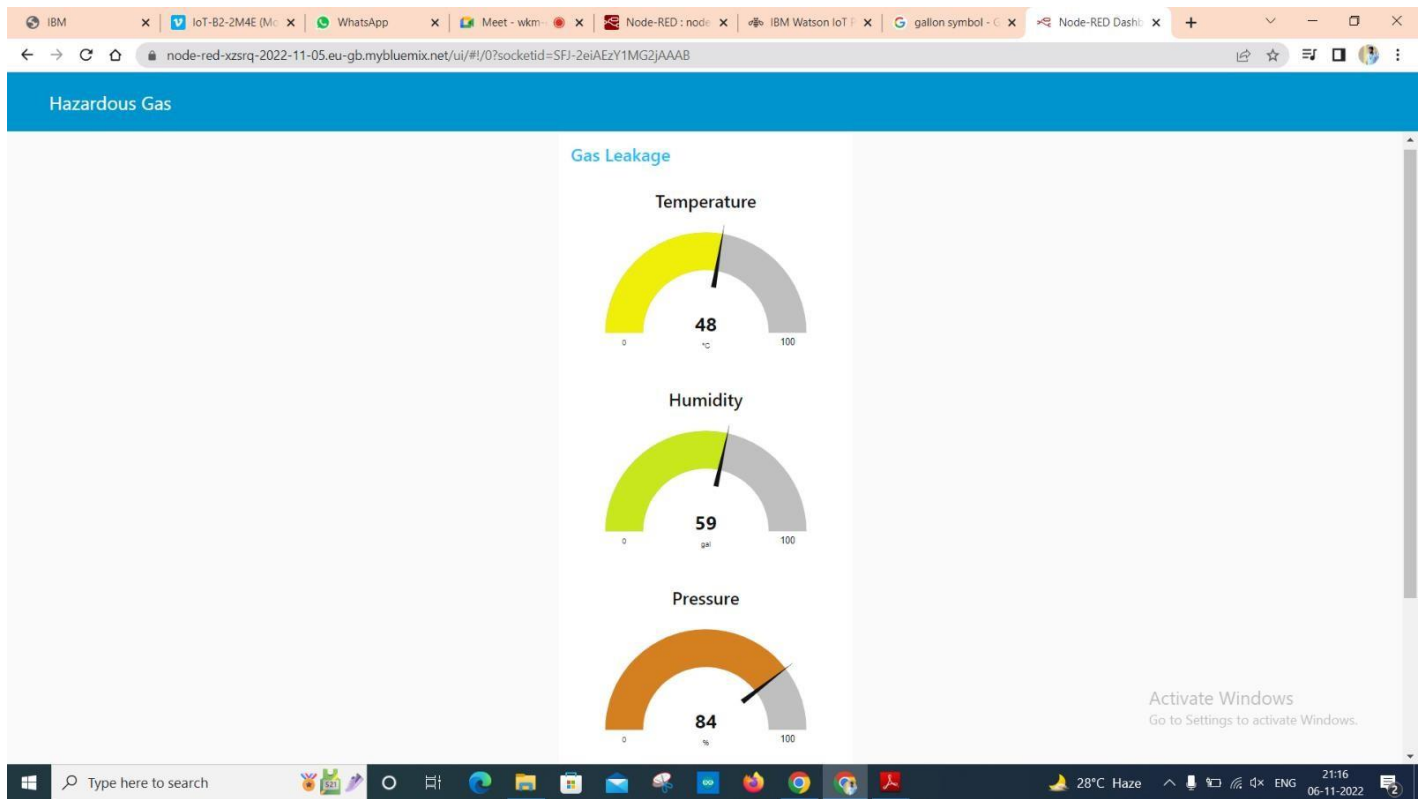 IBM
IoT-B2-2M4E (Mo
WhatsApp
Meet - wkm-
Node-RED : node
IBM Watson IoT P
gallon symbol - G
Node-RED Dashb
node-red-xzsrq-2022-11-05.eu-gb.mybluemix.net/ui/#!/0?socketid=SFJ-2eiAEzY1MG2jAAAB
Hazardous Gas
Gas Leakage
Temperature
48
°C
0
100
Humidity
59
gal
0
100
Pressure
84
%
0
100
Activate Windows
Go to Settings to activate Windows.
Type here to search
28°C Haze
ENG
21:16
06-11-2022
2